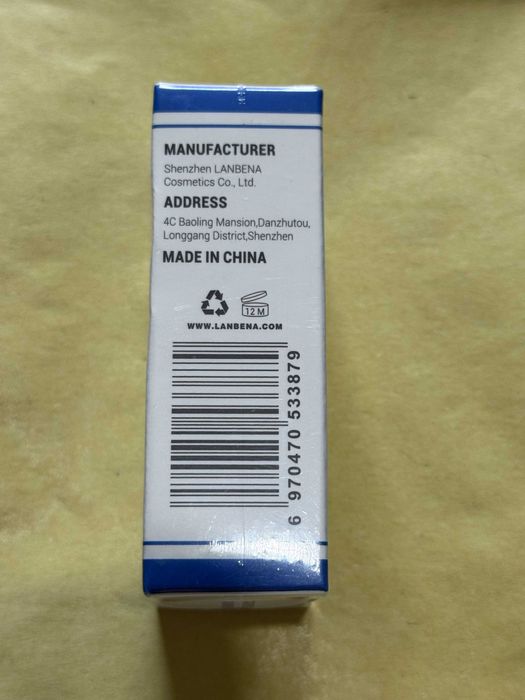 MANUFACTURER
Shenzhen LANBENA
Cosmetics Co., Ltd.
ADDRESS
4C Baoling Mansion,Danzhutou,
Longgang District,Shenzhen
MADE IN CHINA
12 M
WWW.LANBENA.COM
6 970470 533879